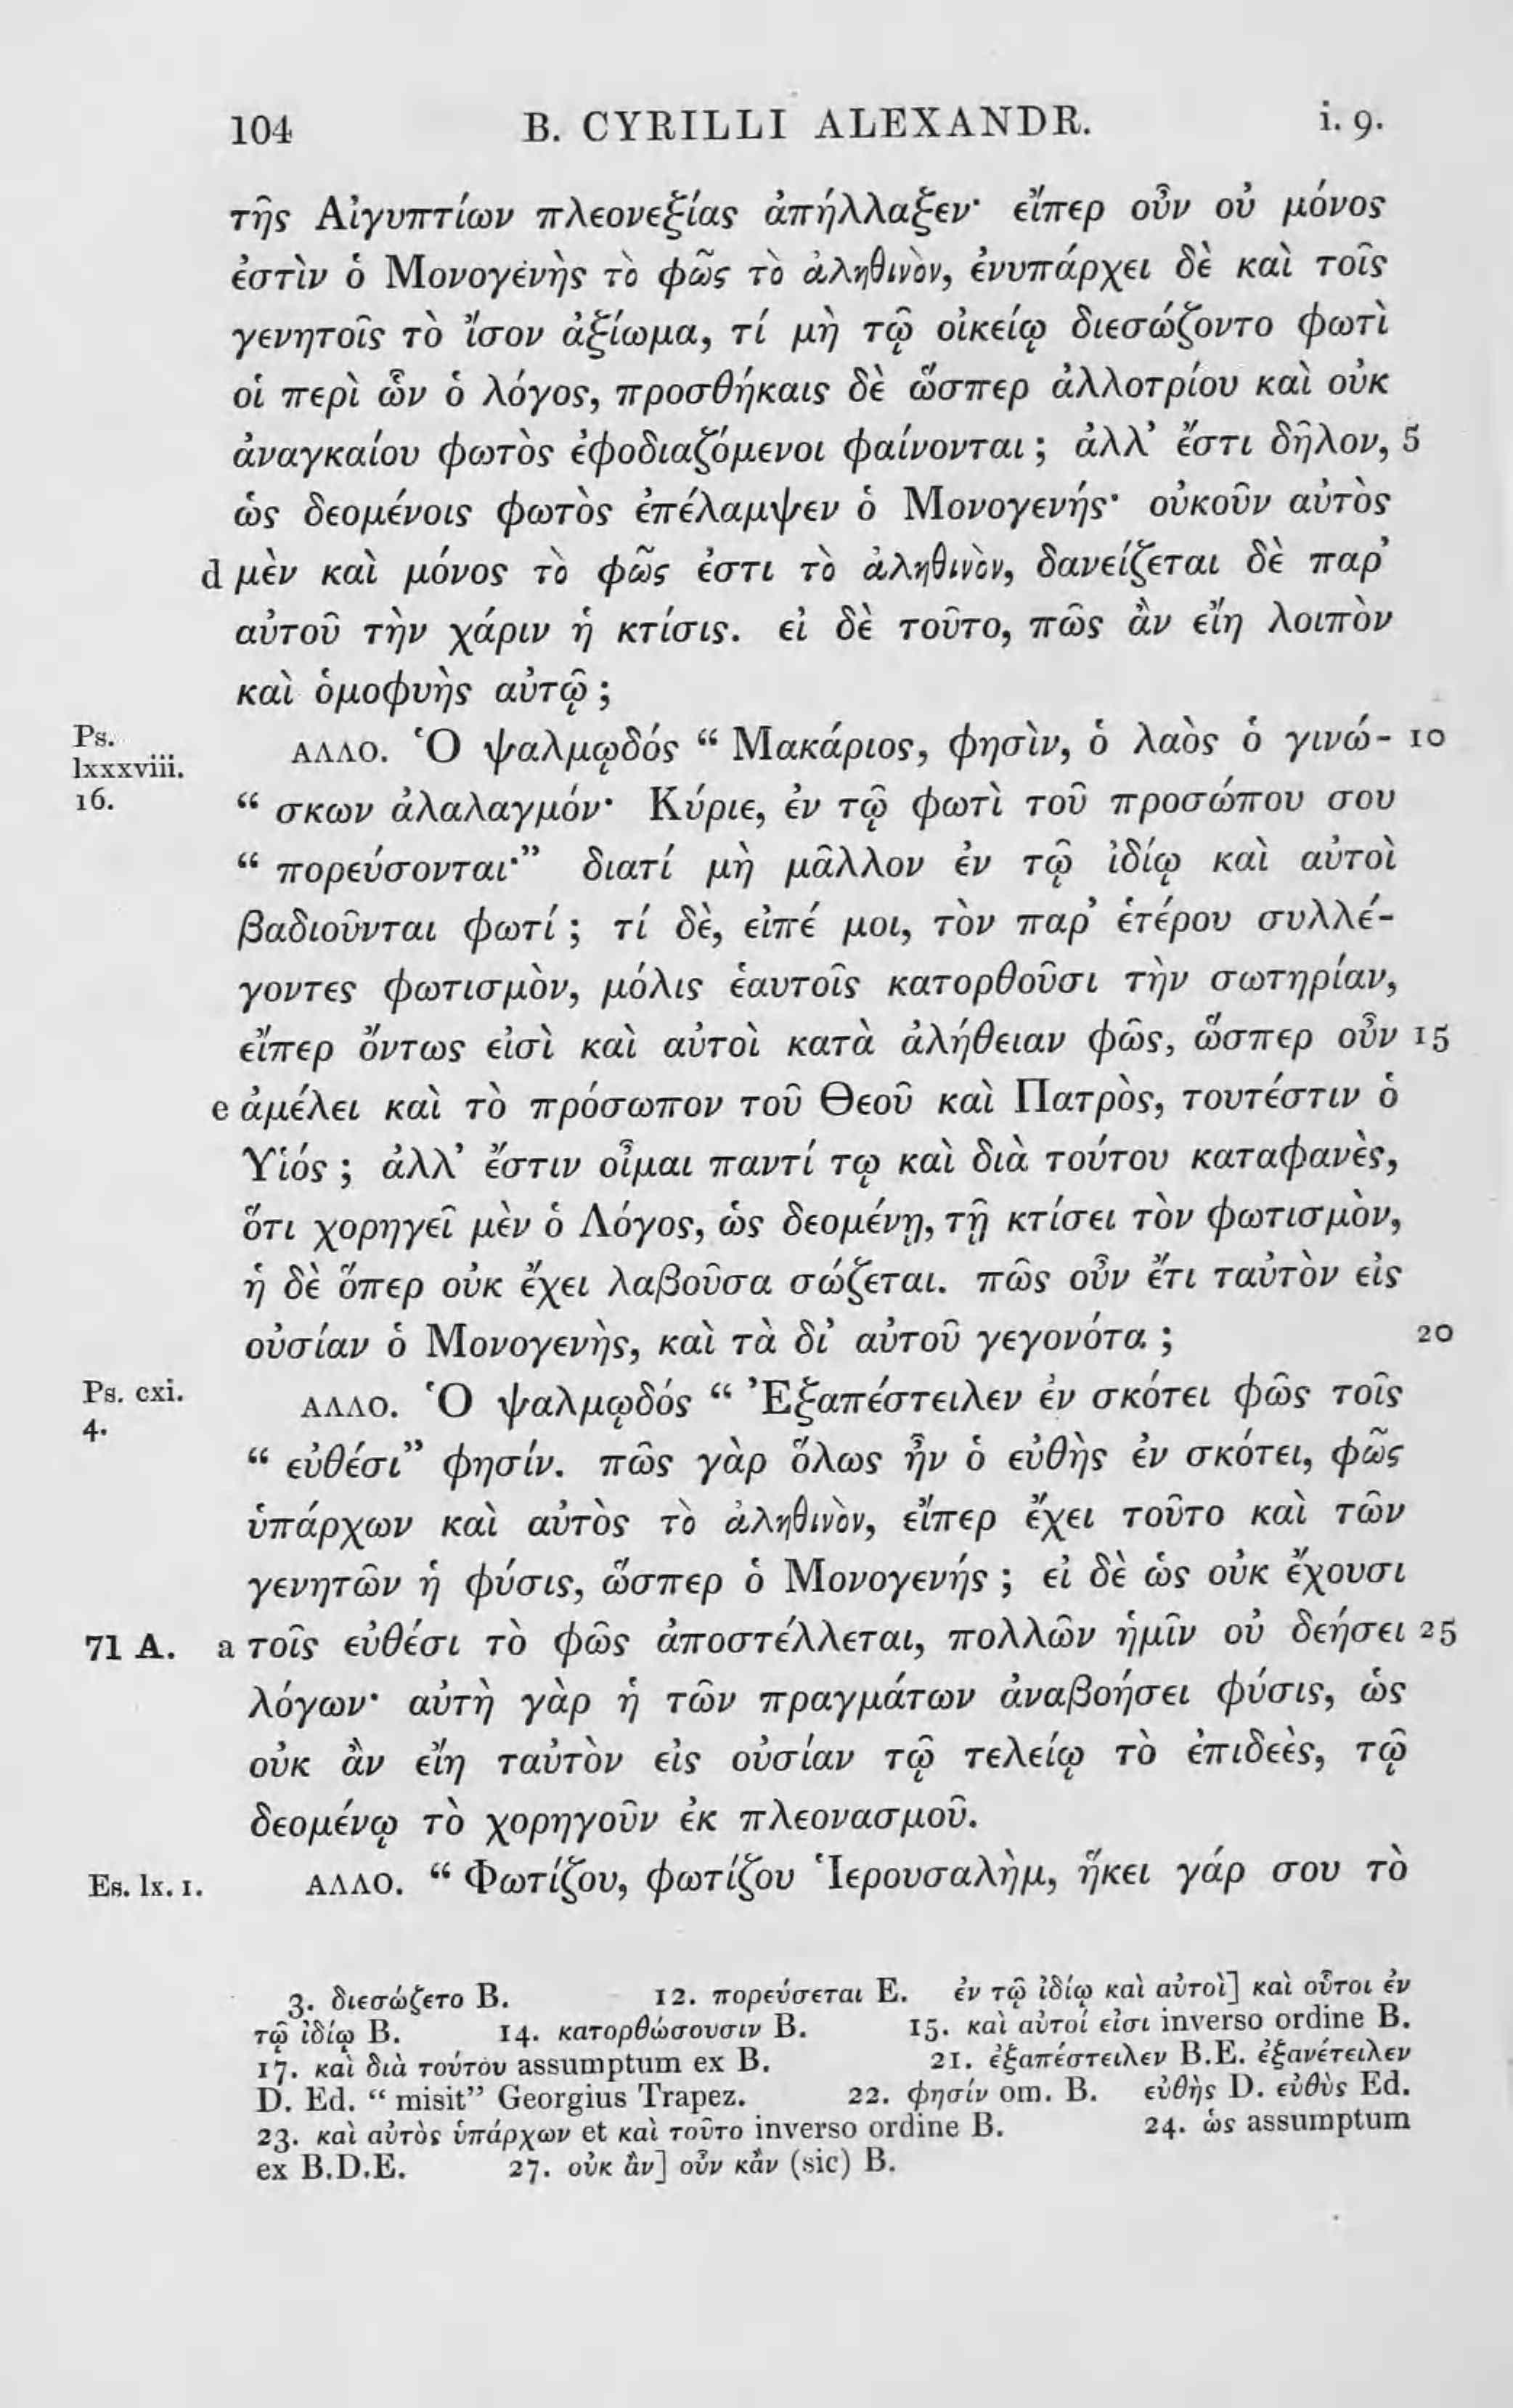 104 B. CYRILLI ALEXANDR. i. 9.
τῆς Αἰγυπτίων πλεονεξίας ἀπήλλαξεν· εἴπερ οὖν οὐ μόνος
ἐστὶν ὁ Μονογενὴς τὸ φῶς τὸ ἀληθινὸν, ἐνυπάρχει δὲ καὶ τοῖς
γενητοῖς τὸ ἴσον ἀξίωμα, τί μὴ τῷ οἰκείῳ διεσώζοντο φωτὶ
οἱ περὶ ὧν ὁ λόγος, προσθήκαις δὲ ὥσπερ ἀλλοτρίου καὶ οὐκ
ἀναγκαίου φωτὸς ἐφοδιαζόμενοι φαίνονται ; ἀλλ’ ἔστι δῆλον, 5
ὡς δεομένοις φωτὸς ἐπέλαμψεν ὁ Μονογενής· οὐκοῦν αὐτὸς
d μὲν καὶ μόνος τὸ φῶς ἐστι τὸ ἀληθινὸν, δανείζεται δὲ παρ’
αὐτοῦ τὴν χάριν ἡ κτίσις. εἰ δὲ τοῦτο, πῶς ἂν εἴη λοιπὸν
καὶ ὁμοφυὴς αὐτῷ ;
Ps. lxxxviii. 16. ΑΛΛΟ. Ὁ ψαλμῳδός “ Μακάριος, φησὶν, ὁ λαὸς ὁ γινώ- 10
“ σκων ἀλαλαγμόν· Κύριε, ἐν τῷ φωτὶ τοῦ προσώπου σου
“ πορεύσονται·” διατί μὴ μᾶλλον ἐν τῷ ἰδίῳ καὶ αὐτοὶ
βαδιοῦνται φωτί ; τί δὲ, εἰπέ μοι, τὸν παρ’ ἑτέρου συλλέ-
γοντες φωτισμὸν, μόλις ἑαυτοῖς κατορθοῦσι τὴν σωτηρίαν,
εἴπερ ὄντως εἰσὶ καὶ αὐτοὶ κατὰ ἀλήθειαν φῶς, ὥσπερ οὖν 15
e ἀμέλει καὶ τὸ πρόσωπον τοῦ Θεοῦ καὶ Πατρὸς, τουτέστιν ὁ
Υἱός ; ἀλλ’ ἔστιν οἶμαι παντί τῳ καὶ διὰ τούτου καταφανὲς,
ὅτι χορηγεῖ μὲν ὁ Λόγος, ὡς δεομένῃ, τῇ κτίσει τὸν φωτισμὸν,
ἡ δὲ ὅπερ οὐκ ἔχει λαβοῦσα σώζεται. πῶς οὖν ἔτι ταὐτὸν εἰς
οὐσίαν ὁ Μονογενὴς, καὶ τὰ δι’ αὐτοῦ γεγονότα ; 20
Ps. cxi. 4. ΑΛΛΟ. Ὁ ψαλμῳδός “ Ἐξαπέστειλεν ἐν σκότει φῶς τοῖς
“ εὐθέσι” φησίν. πῶς γὰρ ὅλως ἦν ὁ εὐθὴς ἐν σκότει, φῶς
ὑπάρχων καὶ αὐτὸς τὸ ἀληθινὸν, εἴπερ ἔχει τοῦτο καὶ τῶν
γενητῶν ἡ φύσις, ὥσπερ ὁ Μονογενής ; εἰ δὲ ὡς οὐκ ἔχουσι
71 A. a τοῖς εὐθέσι τὸ φῶς ἀποστέλλεται, πολλῶν ἡμῖν οὐ δεήσει 25
λόγων· αὐτὴ γὰρ ἡ τῶν πραγμάτων ἀναβοήσει φύσις, ὡς
οὐκ ἂν εἴη ταὐτὸν εἰς οὐσίαν τῷ τελείῳ τὸ ἐπιδεὲς, τῷ
δεομένῳ τὸ χορηγοῦν ἐκ πλεονασμοῦ.
Es. lx. 1. ΑΛΛΟ. “ Φωτίζου, φωτίζου Ἱερουσαλὴμ, ἥκει γάρ σου τὸ
3. διεσώζετο B. 12. πορεύσεται E. ἐν τῷ ἰδίῳ καὶ αὐτοὶ] καὶ οὗτοι ἐν
τῷ ἰδίῳ B. 14. κατορθώσουσιν B. 15. καὶ αὐτοί εἰσι inverso ordine B.
17. καὶ διὰ τούτου assumptum ex B. 21. ἐξαπέστειλεν B.E. ἐξανέτειλεν
D. Ed. “ misit” Georgius Trapez. 22. φησίν om. B. εὐθὴς D. εὐθὺς Ed.
23. καὶ αὐτὸς ὑπάρχων et καὶ τοῦτο inverso ordine B. 24. ὡς assumptum
ex B.D.E. 27. οὐκ ἂν] οὖν κἂν (sic) B.